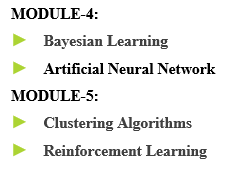 MODULE-4:
Bayesian Learning
Artificial Neural Network
MODULE-5:
Clustering Algorithms
Reinforcement Learning